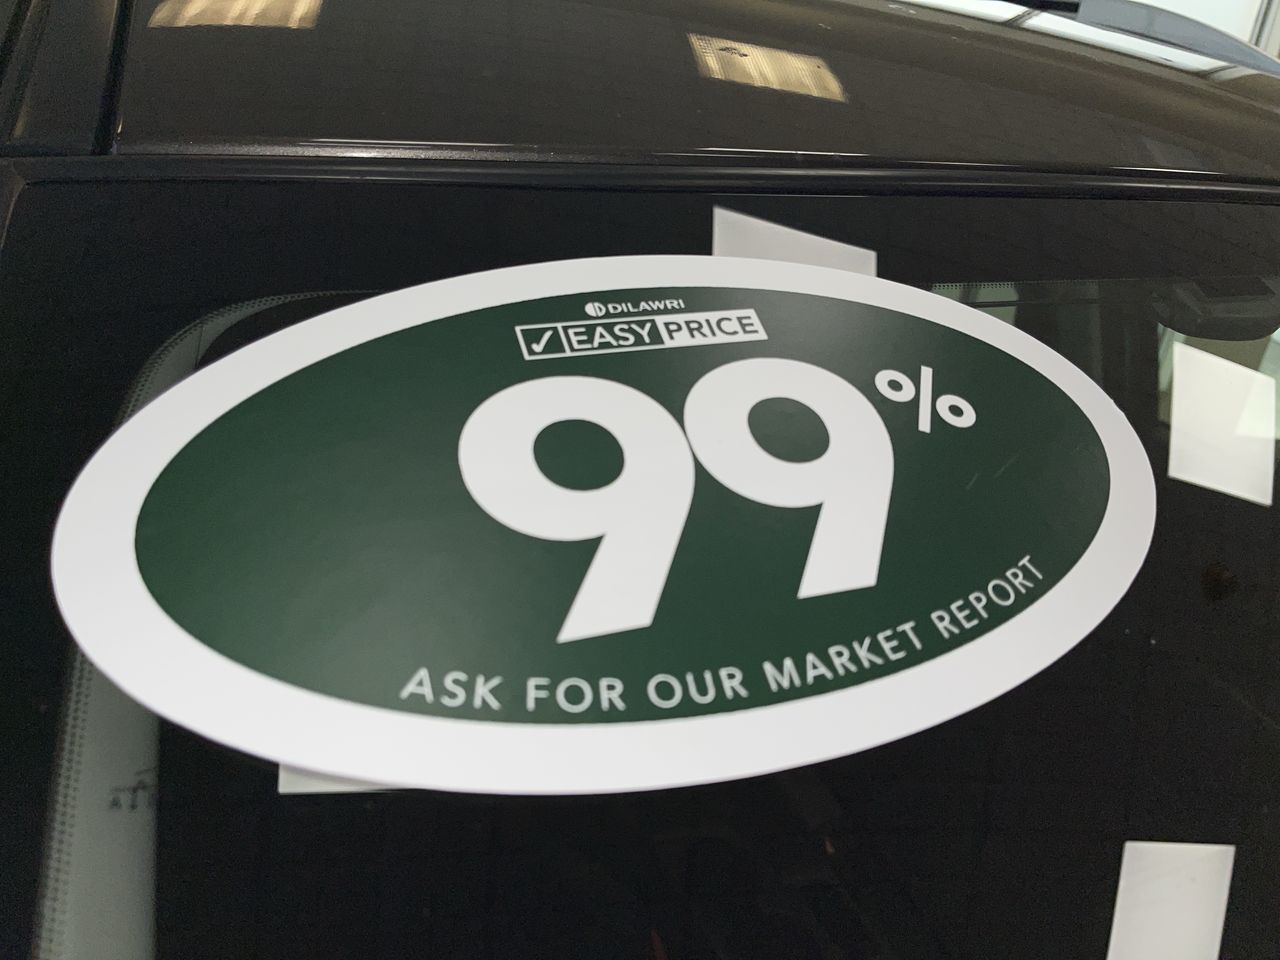 DILAWRI
EASY PRICE
99%
ASK FOR OUR MARKET REPORT